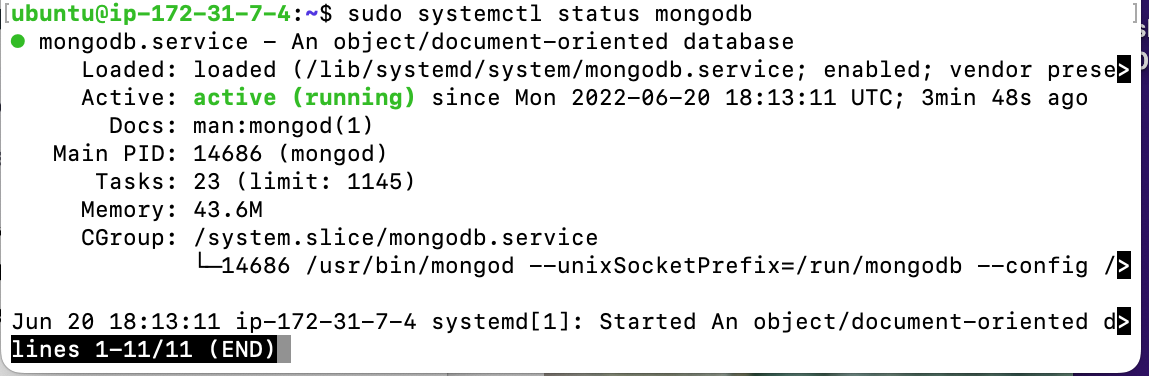 [ubuntu@ip-172-31-7-4:~$ sudo systemctl status mongodb ]
● mongodb.service - An object/document-oriented database
Loaded: loaded (/lib/systemd/system/mongodb.service; enabled; vendor prese>
Active: active (running) since Mon 2022-06-20 18:13:11 UTC; 3min 48s ago
Docs: man:mongod(1)
Main PID: 14686 (mongod)
Tasks: 23 (limit: 1145)
Memory: 43.6M
CGroup: /system.slice/mongodb.service
└─14686 /usr/bin/mongod --unixSocketPrefix=/run/mongodb --config />
Jun 20 18:13:11 ip-172-31-7-4 systemd[1]: Started An object/document-oriented d>
lines 1-11/11 (END)